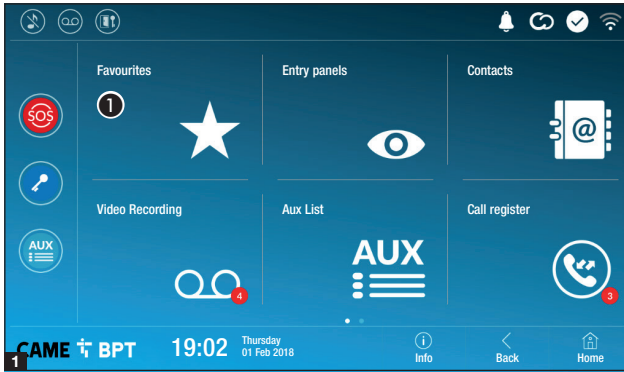 Favourites
Entry panels
Contacts
1
SOS
@
Video Recording
Aux List
Call register
AUX
AUX
4
3
CAME BPT
19:02
Thursday
01 Feb 2018
i
Info
Back
Home
1